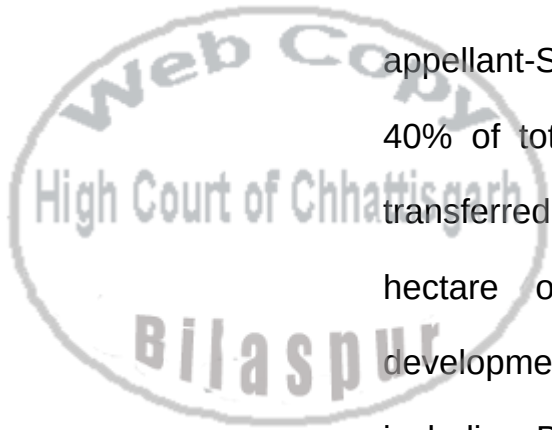 Web Copy
High Court of Chhattisgarh
Bilaspur
appellant-S
40% of tot
transferred
hectare o
developme